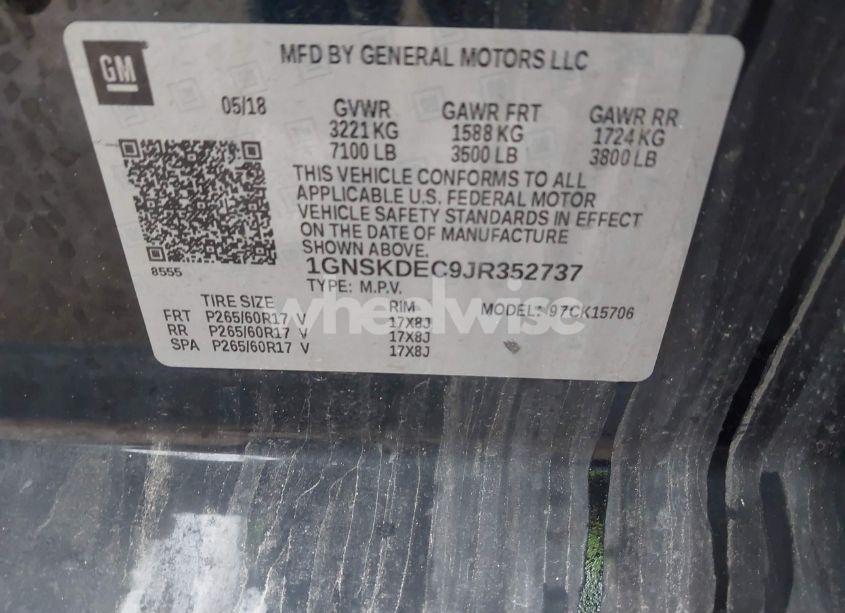 GM
MFD BY GENERAL MOTORS LLC
05/18 GVWR GAWR FRT GAWR RR
3221 KG 1588 KG 1724 KG
7100 LB 3500 LB 3800 LB
THIS VEHICLE CONFORMS TO ALL
APPLICABLE U.S. FEDERAL MOTOR
VEHICLE SAFETY STANDARDS IN EFFECT
ON THE DATE OF MANUFACTURE
SHOWN ABOVE.
8555
1GNSKDEC9JR352737
TYPE: M.P.V.
TIRE SIZE RIM MODEL: 97CK15706
FRT P265/60R17 V 17X8J
RR P265/60R17 V 17X8J
SPA P265/60R17 V 17X8J
wheelwise